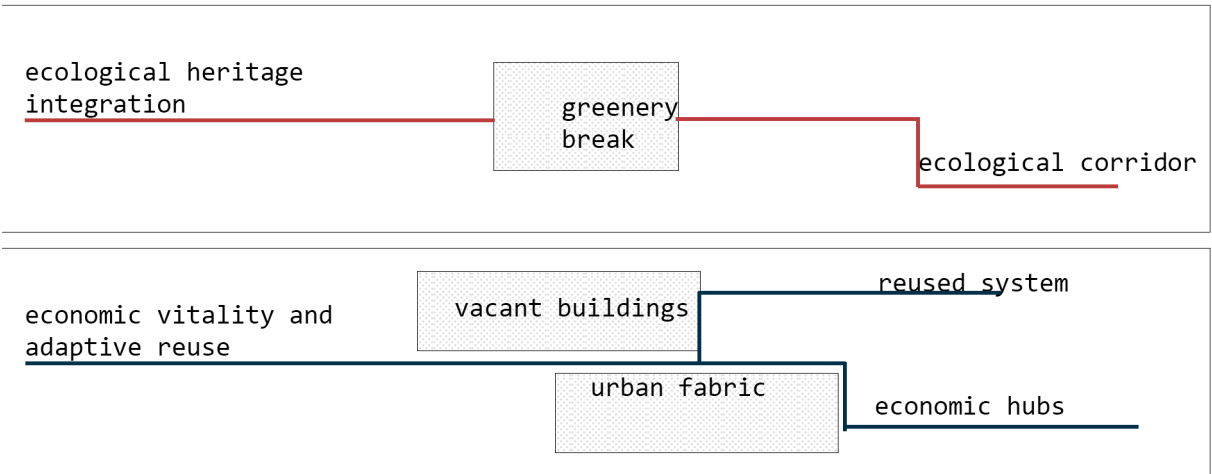 ecological heritage
integration
greenery
break
ecological corridor
economic vitality and
adaptive reuse
vacant buildings
reused system
urban fabric
economic hubs